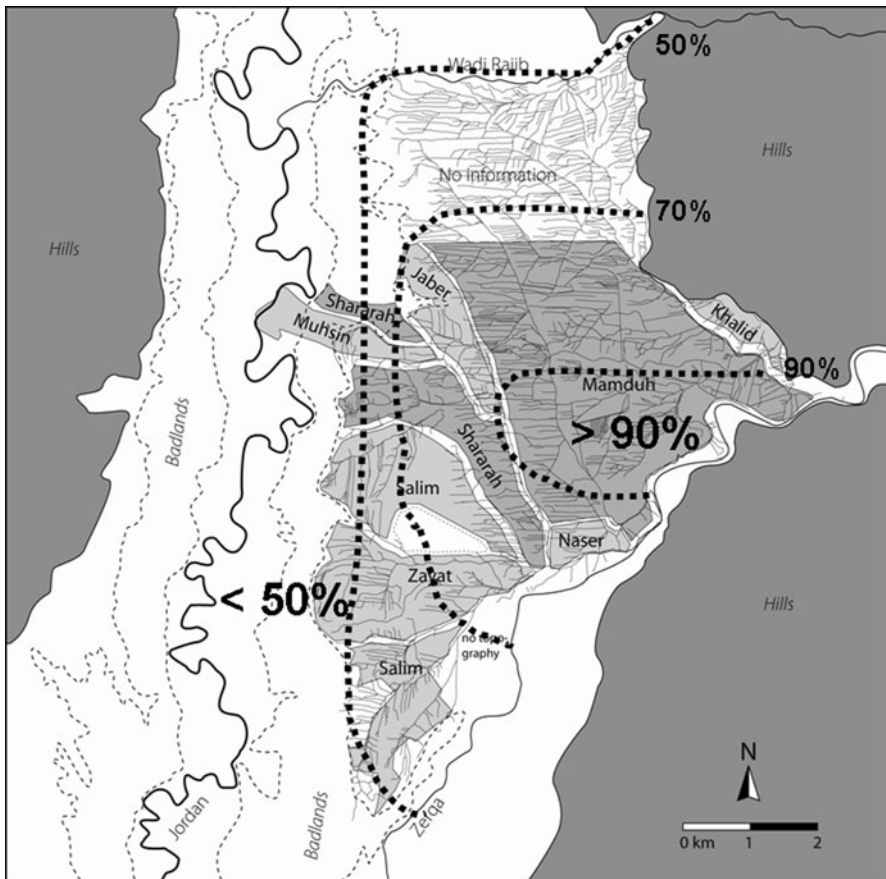 50%
Wadi Rajib
Hills
No information
70%
Hills
Jaber
Khalid
Shararah
Muhsin
90%
Mamduh
> 90%
Badlands
Shararah
Salim
Naser
Zayat
< 50%
Hills
no topo-
graphy
Salim
N
Jordan
Badlands
Zerqa
0 km 1 2